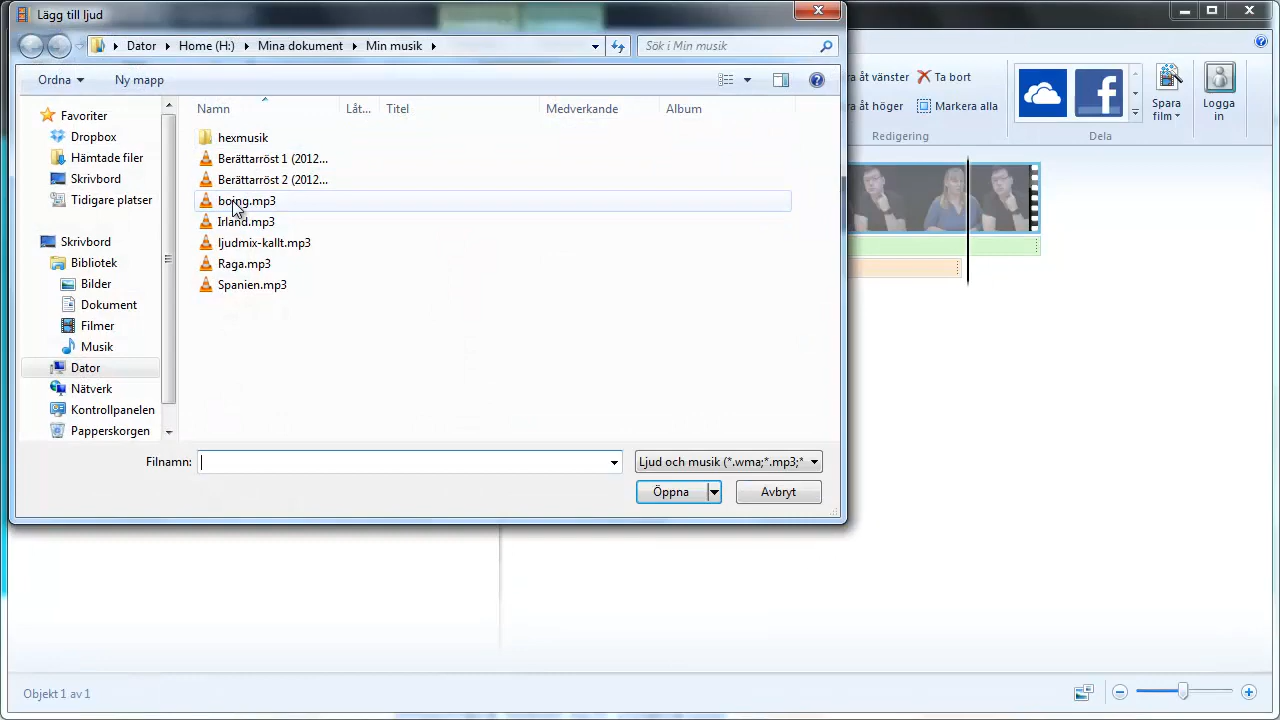 Lägg till ljud
Dator Home (H:) Mina dokument Min musik
Sök i Min musik
Ordna Ny mapp
Namn Låt... Titel Medverkande Album
Favoriter
Dropbox
Hämtade filer
Skrivbord
Tidigare platser
Skrivbord
Bibliotek
Bilder
Dokument
Filmer
Musik
Dator
Nätverk
Kontrollpanelen
Papperskorgen
hexmusik
Berättarröst 1 (2012...
Berättarröst 2 (2012...
boing.mp3
Irland.mp3
ljudmix-kallt.mp3
Raga.mp3
Spanien.mp3
Filnamn:
Ljud och musik (*.wma;*.mp3;*
Öppna Avbryt
a åt vänster Ta bort
a åt höger Markera alla
Redigering
f
Dela
Spara
film
Logga
in
Objekt 1 av 1